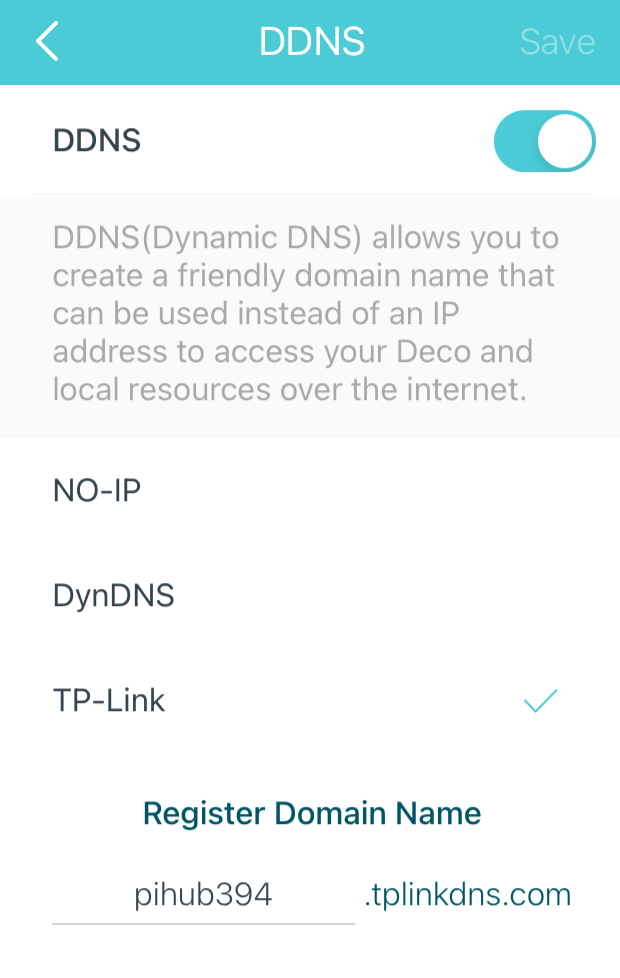 DDNS
Save
DDNS
DDNS(Dynamic DNS) allows you to
create a friendly domain name that
can be used instead of an IP
address to access your Deco and
local resources over the internet.
NO-IP
DynDNS
TP-Link
Register Domain Name
pihub394 .tplinkdns.com